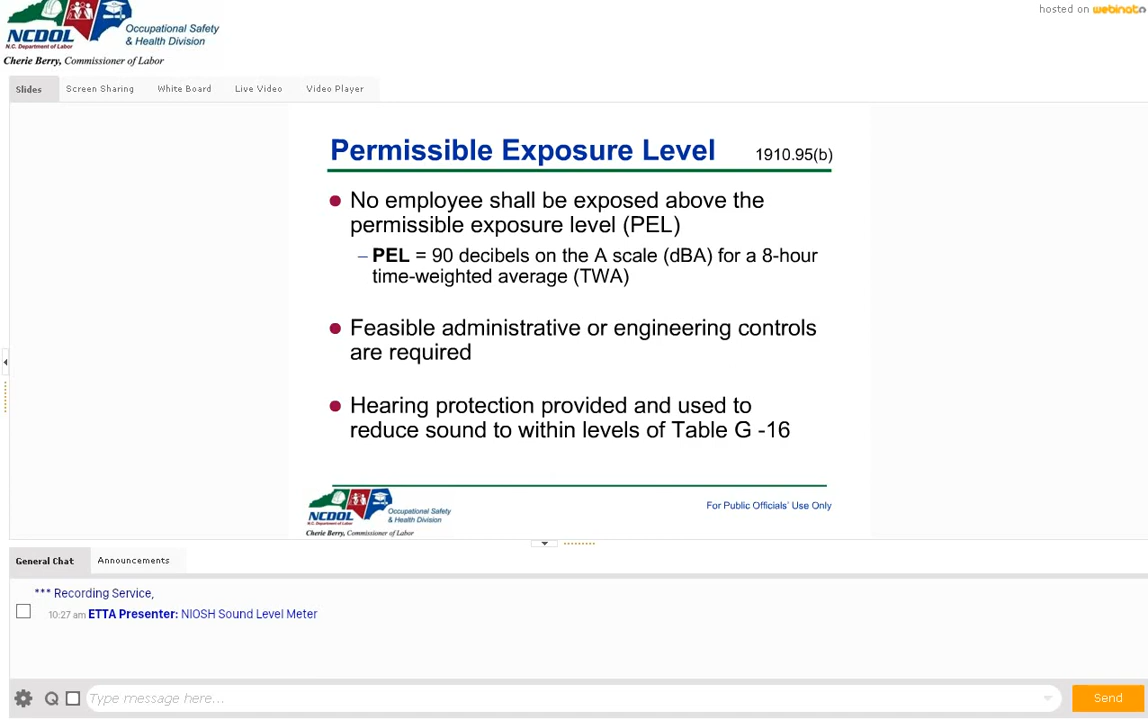 hosted on webinato
NCDOL
N.C. Department of Labor
Occupational Safety
& Health Division
Cherie Berry, Commissioner of Labor
Slides Screen Sharing White Board Live Video Video Player
Permissible Exposure Level 1910.95(b)
No employee shall be exposed above the
permissible exposure level (PEL)
– PEL = 90 decibels on the A scale (dBA) for a 8-hour
time-weighted average (TWA)
Feasible administrative or engineering controls
are required
Hearing protection provided and used to
reduce sound to within levels of Table G -16
NCDOL
N.C. Department of Labor
Occupational Safety
& Health Division
Cherie Berry, Commissioner of Labor
For Public Officials' Use Only
General Chat Announcements
*** Recording Service,
10:27 am ETTA Presenter: NIOSH Sound Level Meter
Type message here...
Send